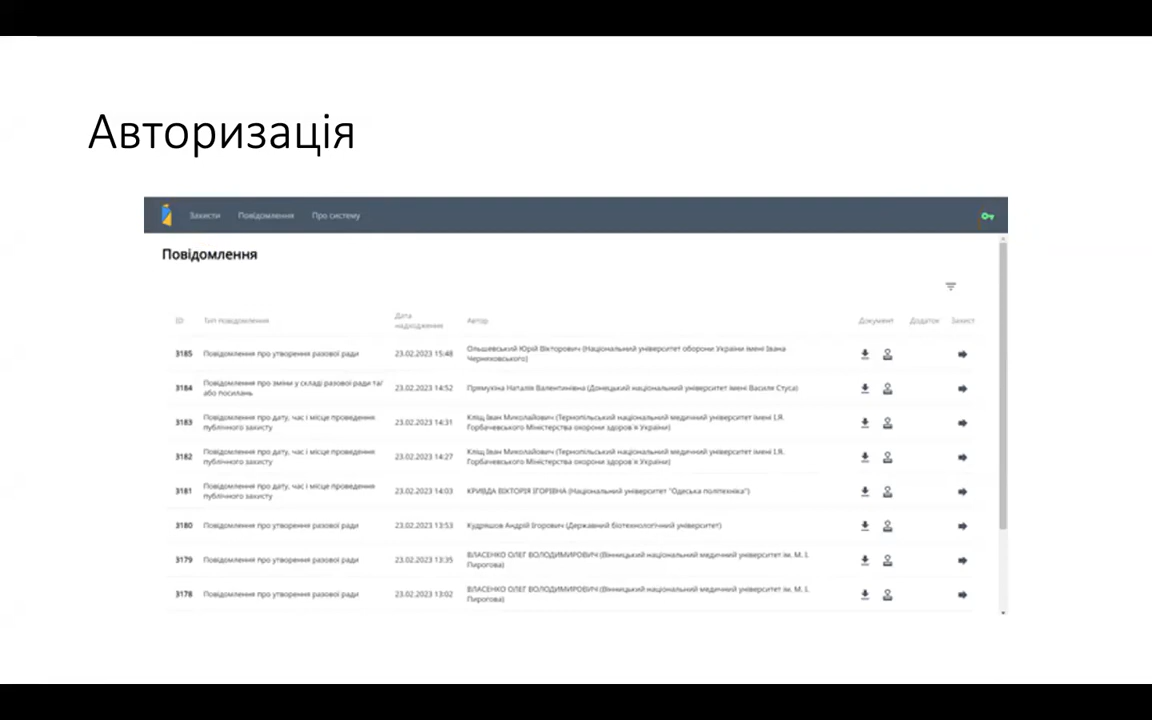 Авторизація
Захисти Повідомлення Про систему
Повідомлення
ID Тип повідомлення Дата надходження Автор Документ Додаток Захист
3185 Повідомлення про утворення разової ради 23.02.2023 15:48 Ольшевський Юрій Вікторович (Національний університет оборони України імені Івана
Черняховського)
3184 Повідомлення про зміни у складі разової ради та/ 23.02.2023 14:52 Прямухіна Наталія Валентинівна (Донецький національний університет імені Василя Стуса)
або посилань
3183 Повідомлення про дату, час і місце проведення 23.02.2023 14:31 Кліщ Іван Миколайович (Тернопільський національний медичний університет імені І.Я.
публічного захисту Горбачевського Міністерства охорони здоров'я України)
3182 Повідомлення про дату, час і місце проведення 23.02.2023 14:27 Кліщ Іван Миколайович (Тернопільський національний медичний університет імені І.Я.
публічного захисту Горбачевського Міністерства охорони здоров'я України)
3181 Повідомлення про дату, час і місце проведення 23.02.2023 14:03 КРИВДА ВІКТОРІЯ ІГОРІВНА (Національний університет "Одеська політехніка")
публічного захисту
3180 Повідомлення про утворення разової ради 23.02.2023 13:53 Кудряшов Андрій Ігорович (Державний біотехнологічний університет)
3179 Повідомлення про утворення разової ради 23.02.2023 13:35 ВЛАСЕНКО ОЛЕГ ВОЛОДИМИРОВИЧ (Вінницький національний медичний університет ім. М. І.
Пирогова)
3178 Повідомлення про утворення разової ради 23.02.2023 13:02 ВЛАСЕНКО ОЛЕГ ВОЛОДИМИРОВИЧ (Вінницький національний медичний університет ім. М. І.
Пирогова)